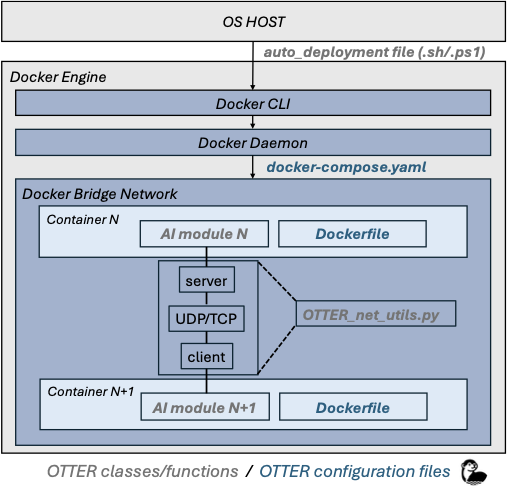 OS HOST
auto_deployment file (.sh/.ps1)
Docker Engine
Docker CLI
Docker Daemon
docker-compose.yaml
Docker Bridge Network
Container N
AI module N
Dockerfile
server
UDP/TCP
OTTER_net_utils.py
client
Container N+1
AI module N+1
Dockerfile
OTTER classes/functions / OTTER configuration files